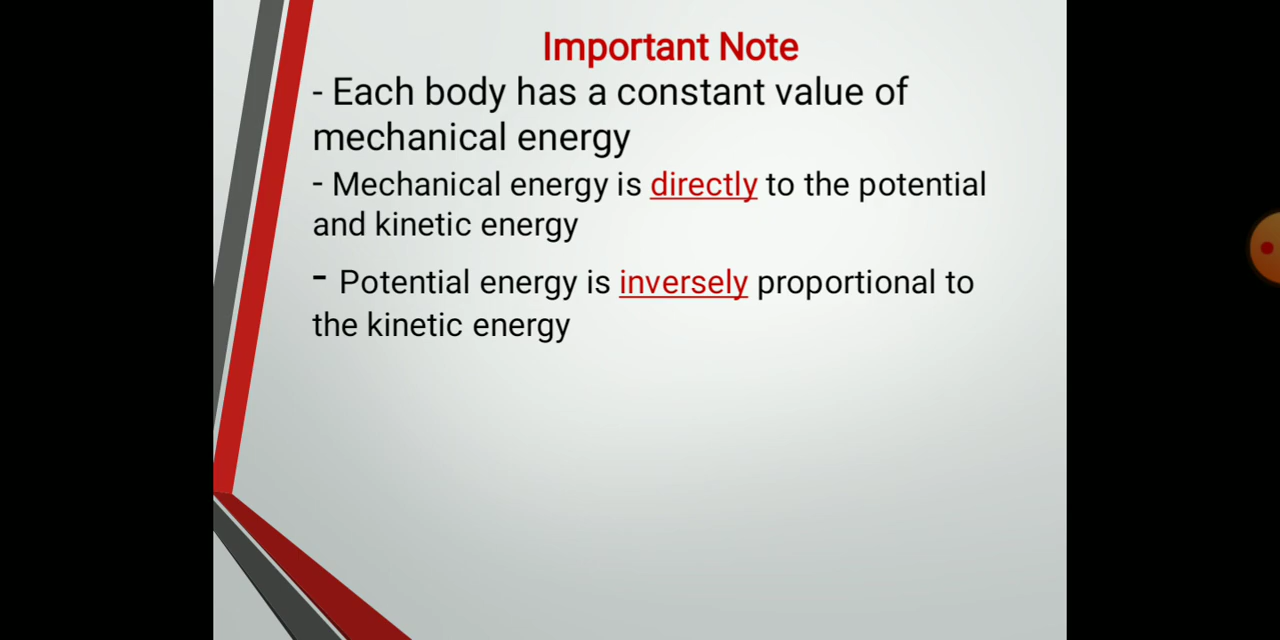 Important Note
- Each body has a constant value of
mechanical energy
- Mechanical energy is directly to the potential
and kinetic energy
- Potential energy is inversely proportional to
the kinetic energy